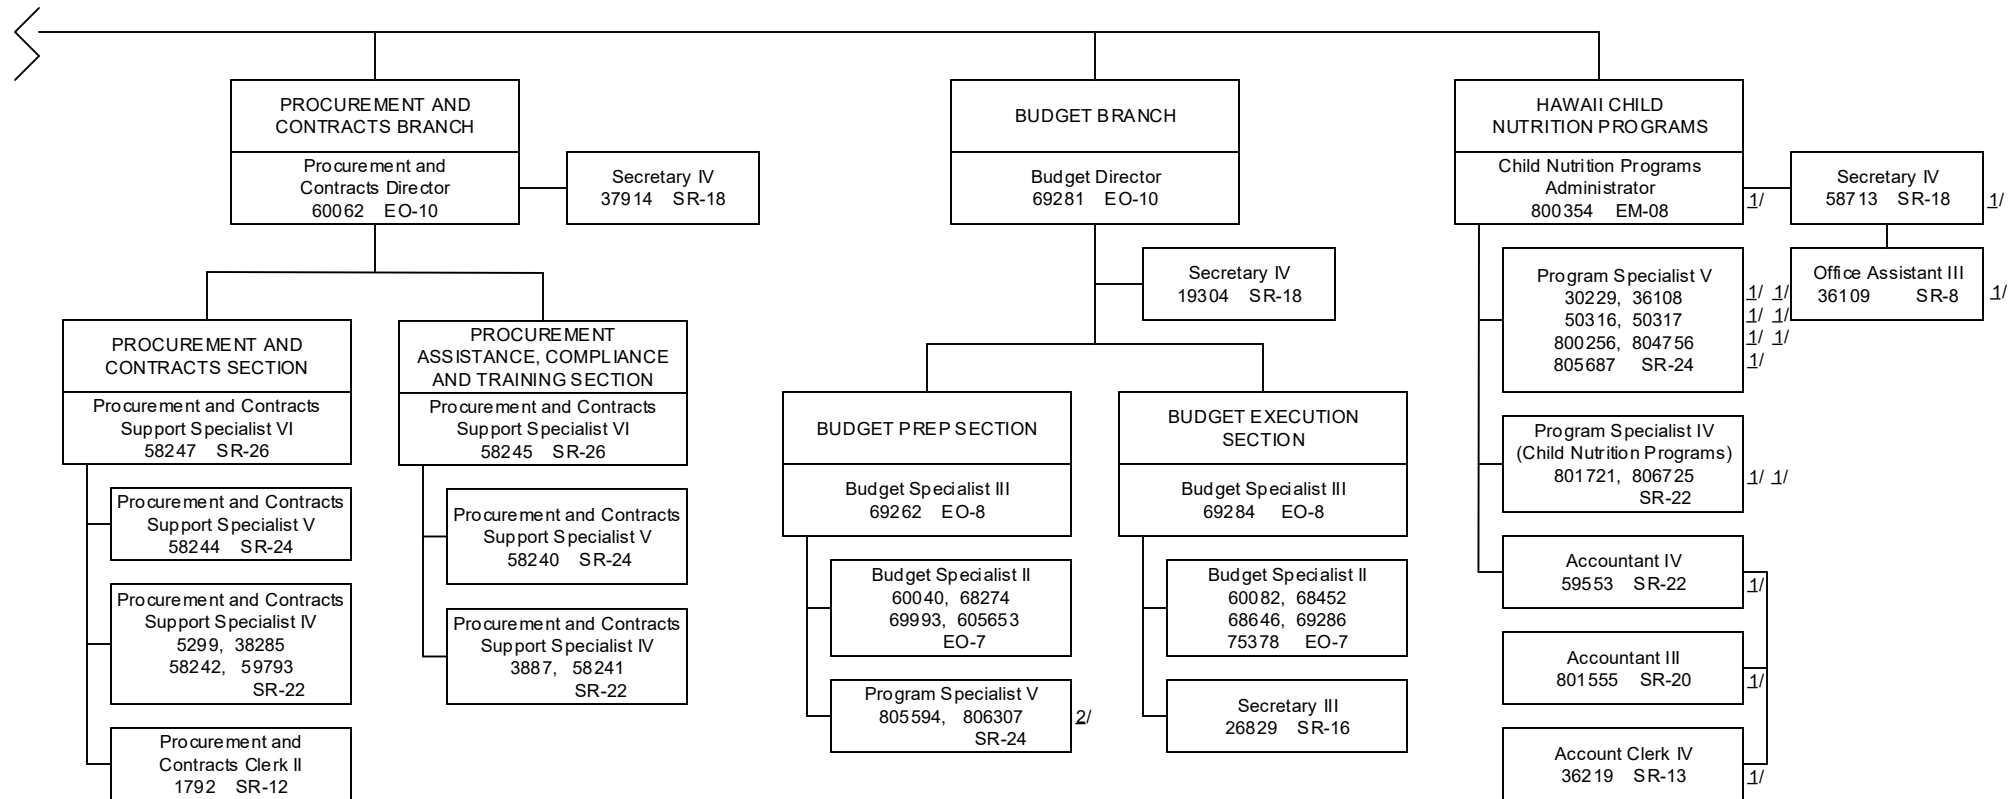 PROCUREMENT AND
CONTRACTS BRANCH
Procurement and
Contracts Director
60062 EO-10
Secretary IV
37914 SR-18
PROCUREMENT AND
CONTRACTS SECTION
Procurement and Contracts
Support Specialist VI
58247 SR-26
Procurement and Contracts
Support Specialist V
58244 SR-24
Procurement and Contracts
Support Specialist IV
5299, 38285
58242, 59793
SR-22
Procurement and
Contracts Clerk II
1792 SR-12
PROCUREMENT
ASSISTANCE, COMPLIANCE
AND TRAINING SECTION
Procurement and Contracts
Support Specialist VI
58245 SR-26
Procurement and Contracts
Support Specialist V
58240 SR-24
Procurement and Contracts
Support Specialist IV
3887, 58241
SR-22
BUDGET BRANCH
Budget Director
69281 EO-10
Secretary IV
19304 SR-18
BUDGET PREP SECTION
Budget Specialist III
69262 EO-8
Budget Specialist II
60040, 68274
69993, 605653
EO-7
Program Specialist V
805594, 806307 2/
SR-24
BUDGET EXECUTION
SECTION
Budget Specialist III
69284 EO-8
Budget Specialist II
60082, 68452
68646, 69286
75378 EO-7
Secretary III
26829 SR-16
HAWAII CHILD
NUTRITION PROGRAMS
Child Nutrition Programs
Administrator
800354 EM-08 1/
Secretary IV
58713 SR-18 1/
Office Assistant III
36109 SR-8 1/
Program Specialist V
30229, 36108 1/ 1/
50316, 50317 1/ 1/
800256, 804756 1/ 1/
805687 SR-24 1/
Program Specialist IV
(Child Nutrition Programs)
801721, 806725 1/ 1/
SR-22
Accountant IV
59553 SR-22 1/
Accountant III
801555 SR-20 1/
Account Clerk IV
36219 SR-13 1/